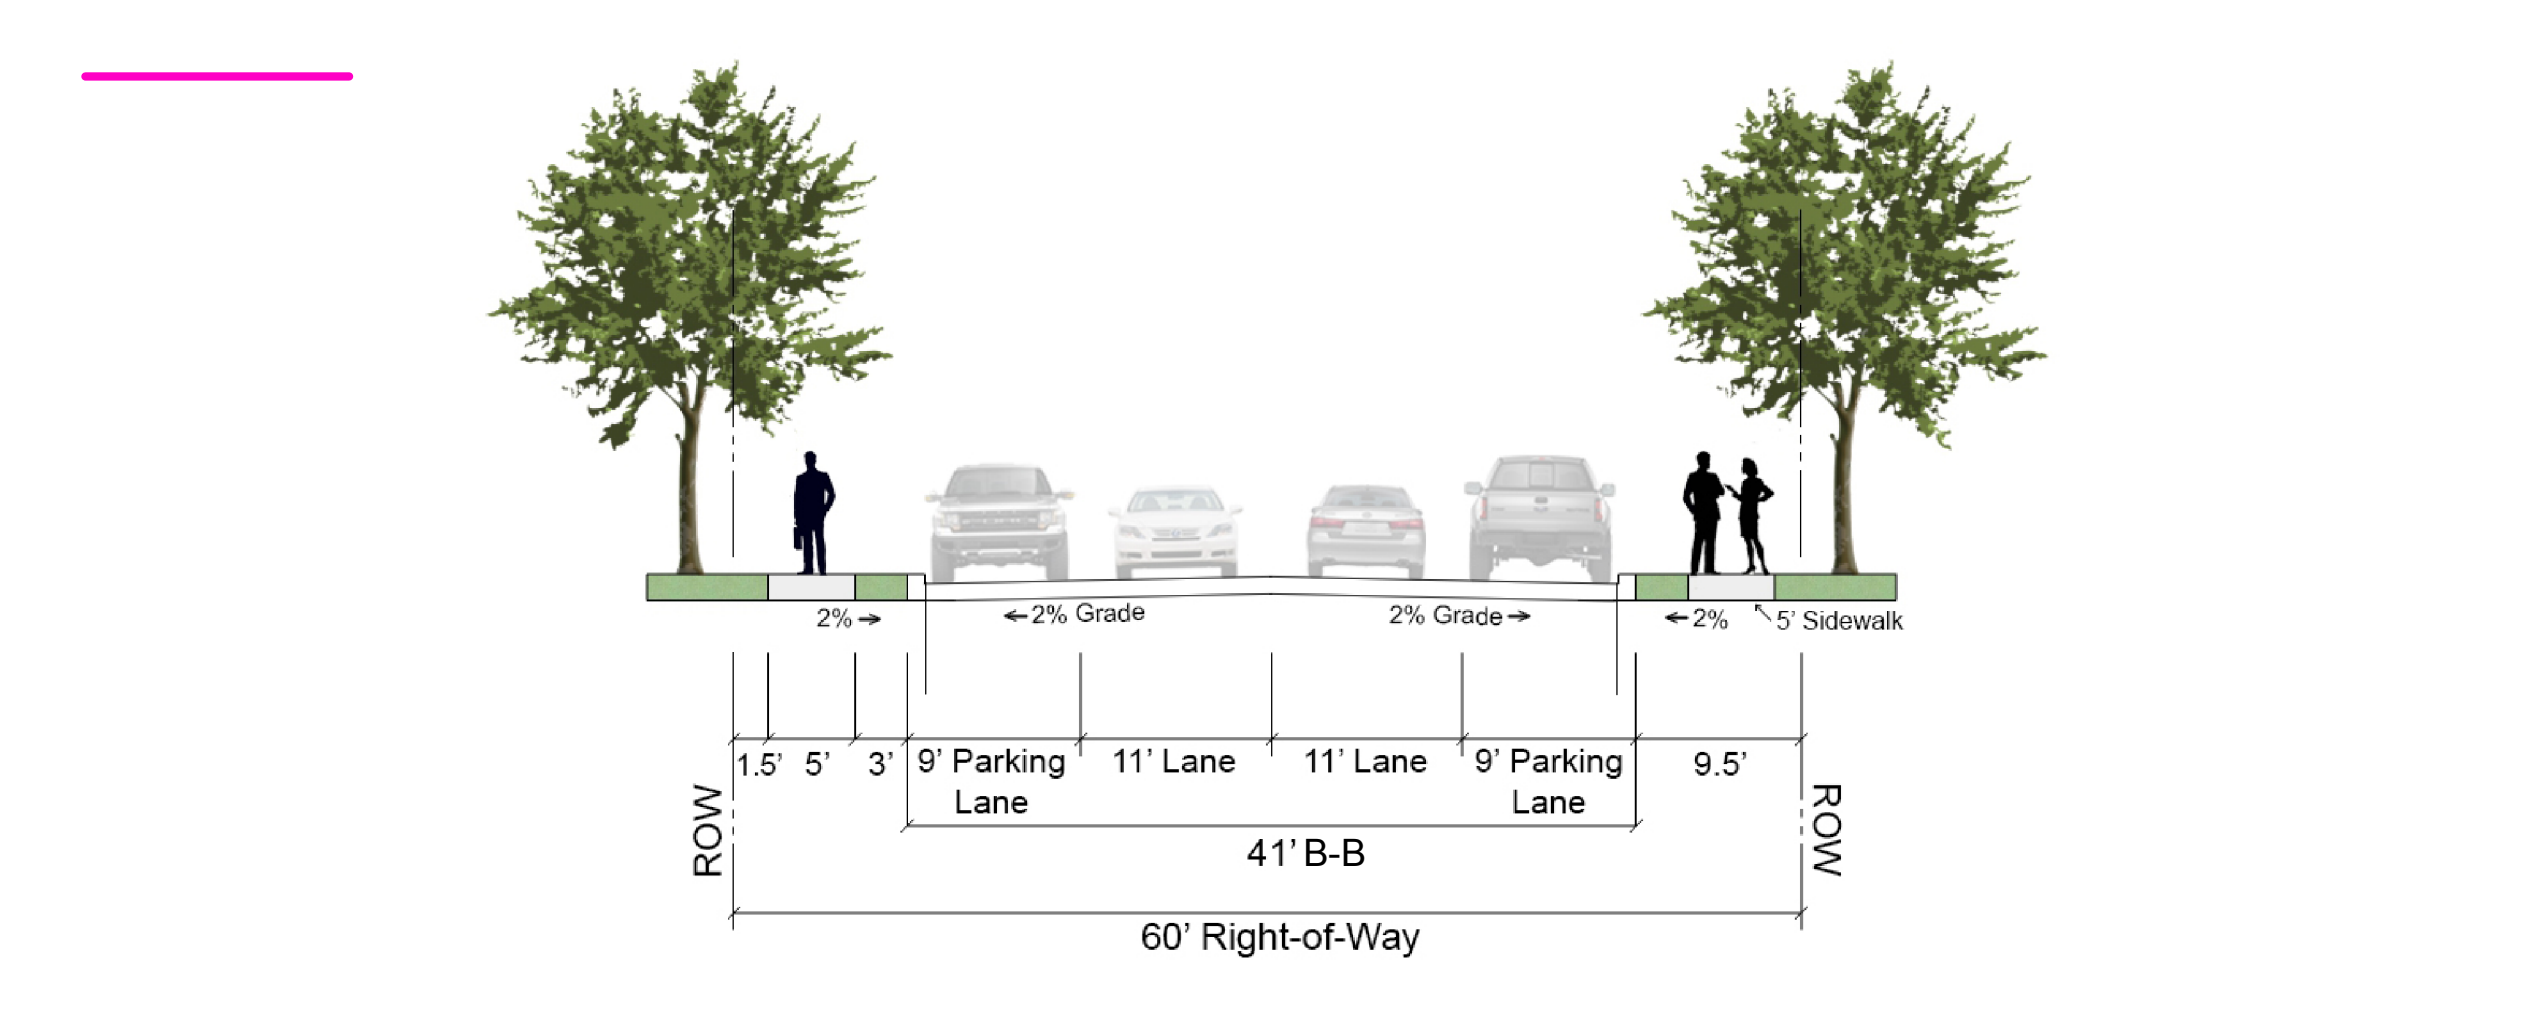 2%→
←2% Grade
2% Grade→
←2%
5’ Sidewalk
1.5’
5’
3’
9’ Parking
Lane
11’ Lane
11’ Lane
9’ Parking
Lane
9.5’
ROW
ROW
41’ B-B
60’ Right-of-Way